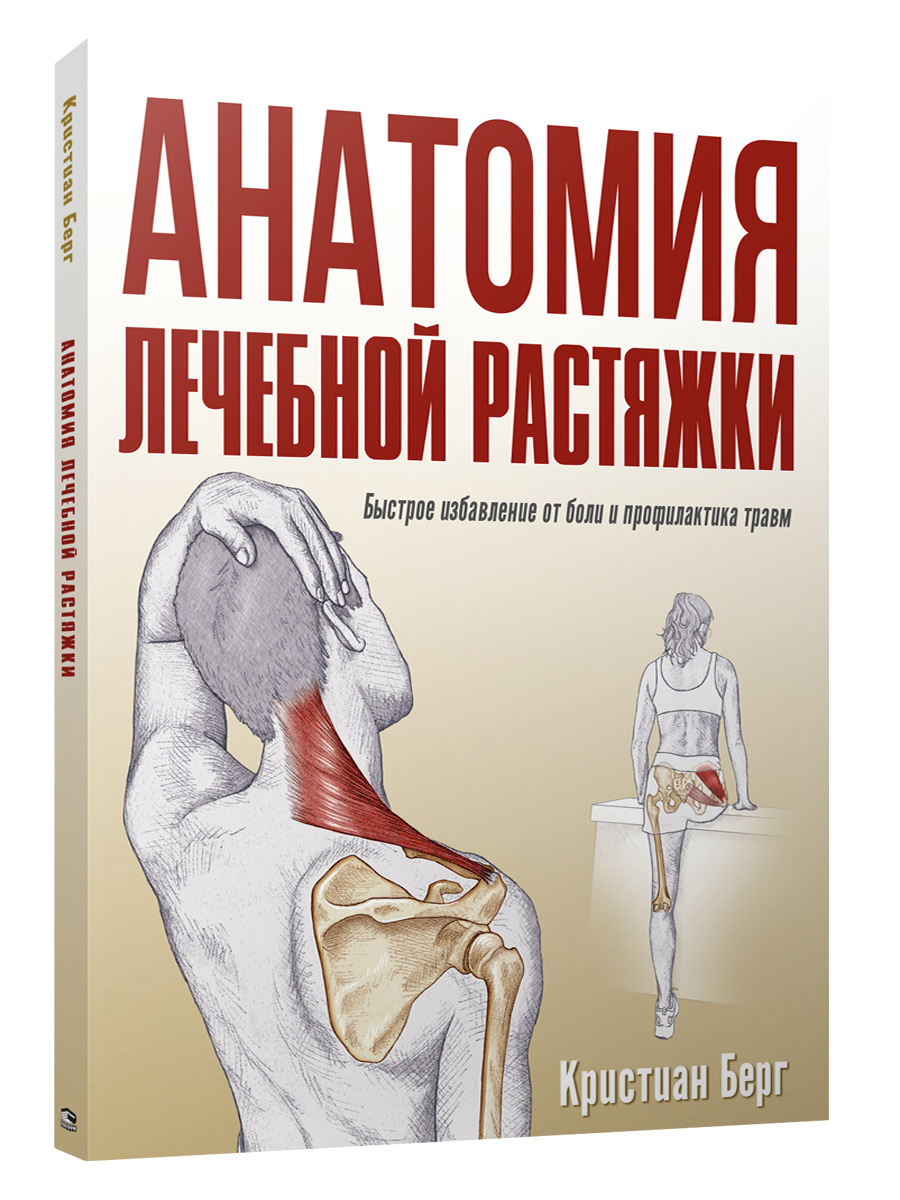 АНАТОМИЯ
ЛЕЧЕБНОЙ РАСТЯЖКИ
Быстрое избавление от боли и профилактика травм
Кристиан Берг
Кристиан Берг
АНАТОМИЯ ЛЕЧЕБНОЙ РАСТЯЖКИ